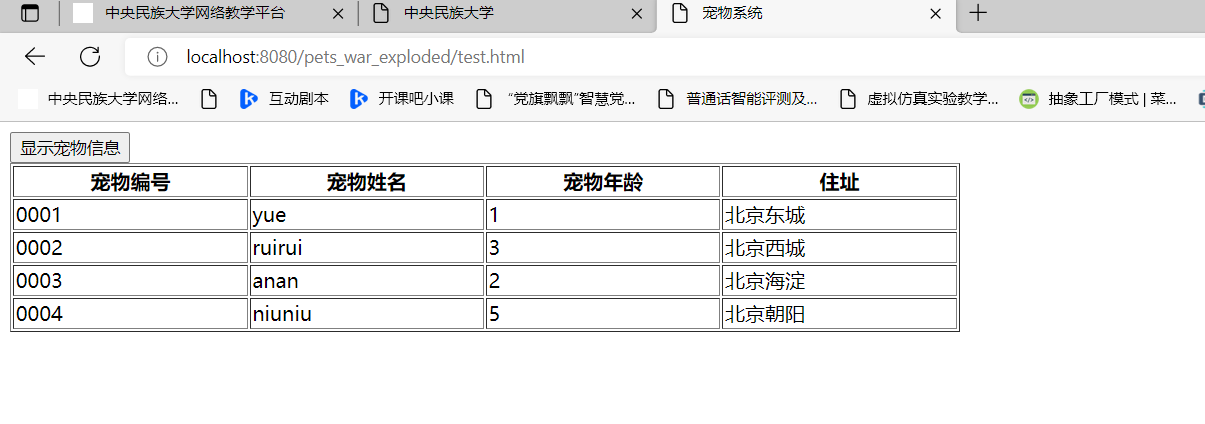 中央民族大学网络教学平台 中央民族大学 宠物系统
localhost:8080/pets_war_exploded/test.html
中央民族大学网络... 互动剧本 开课吧小课 “党旗飘飘”智慧党... 普通话智能评测及... 虚拟仿真实验教学... 抽象工厂模式 | 菜...
显示宠物信息
宠物编号 宠物姓名 宠物年龄 住址
0001 yue 1 北京东城
0002 ruirui 3 北京西城
0003 anan 2 北京海淀
0004 niuniu 5 北京朝阳